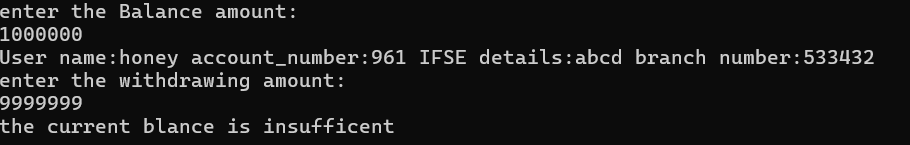 enter the Balance amount:
1000000
User name:honey account_number:961 IFSE details:abcd branch number:533432
enter the withdrawing amount:
9999999
the current blance is insufficent